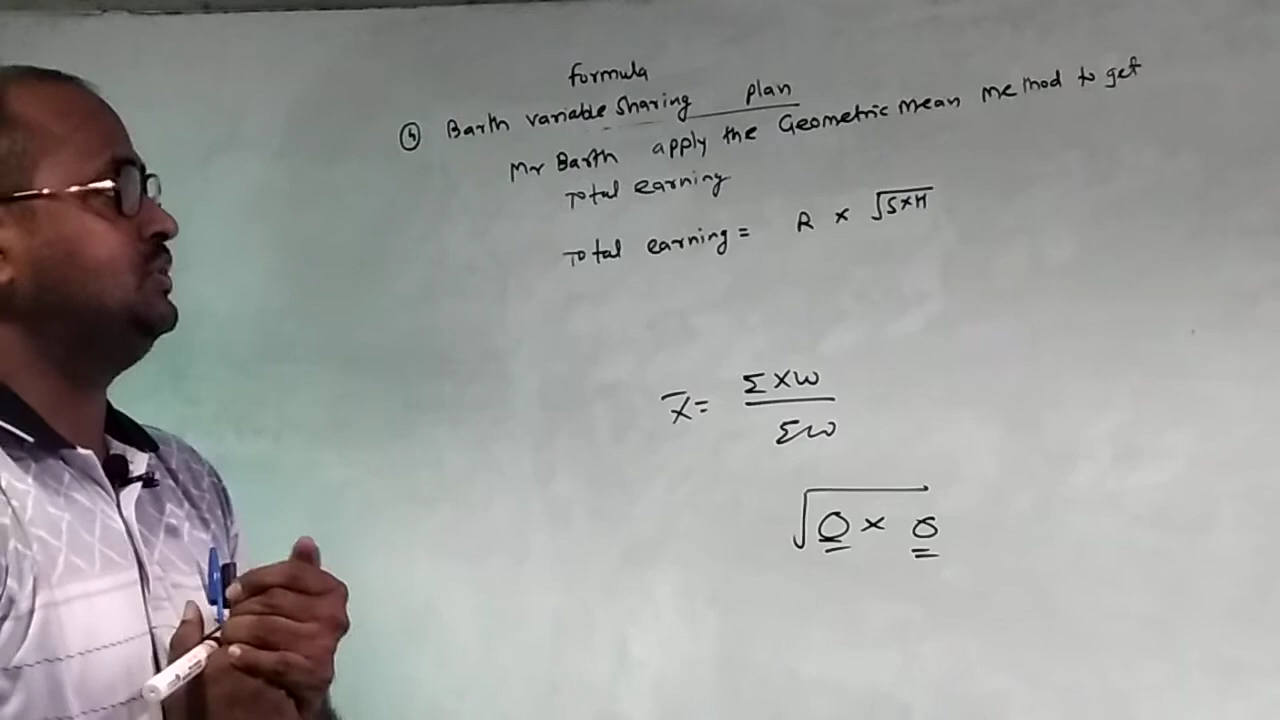 formula
④ Barth variable sharing plan
Mr Barth apply the Geometric mean method to get
Total earning
Total earning = R × √S×H
X̄ = ΣXW / ΣW
√O × O